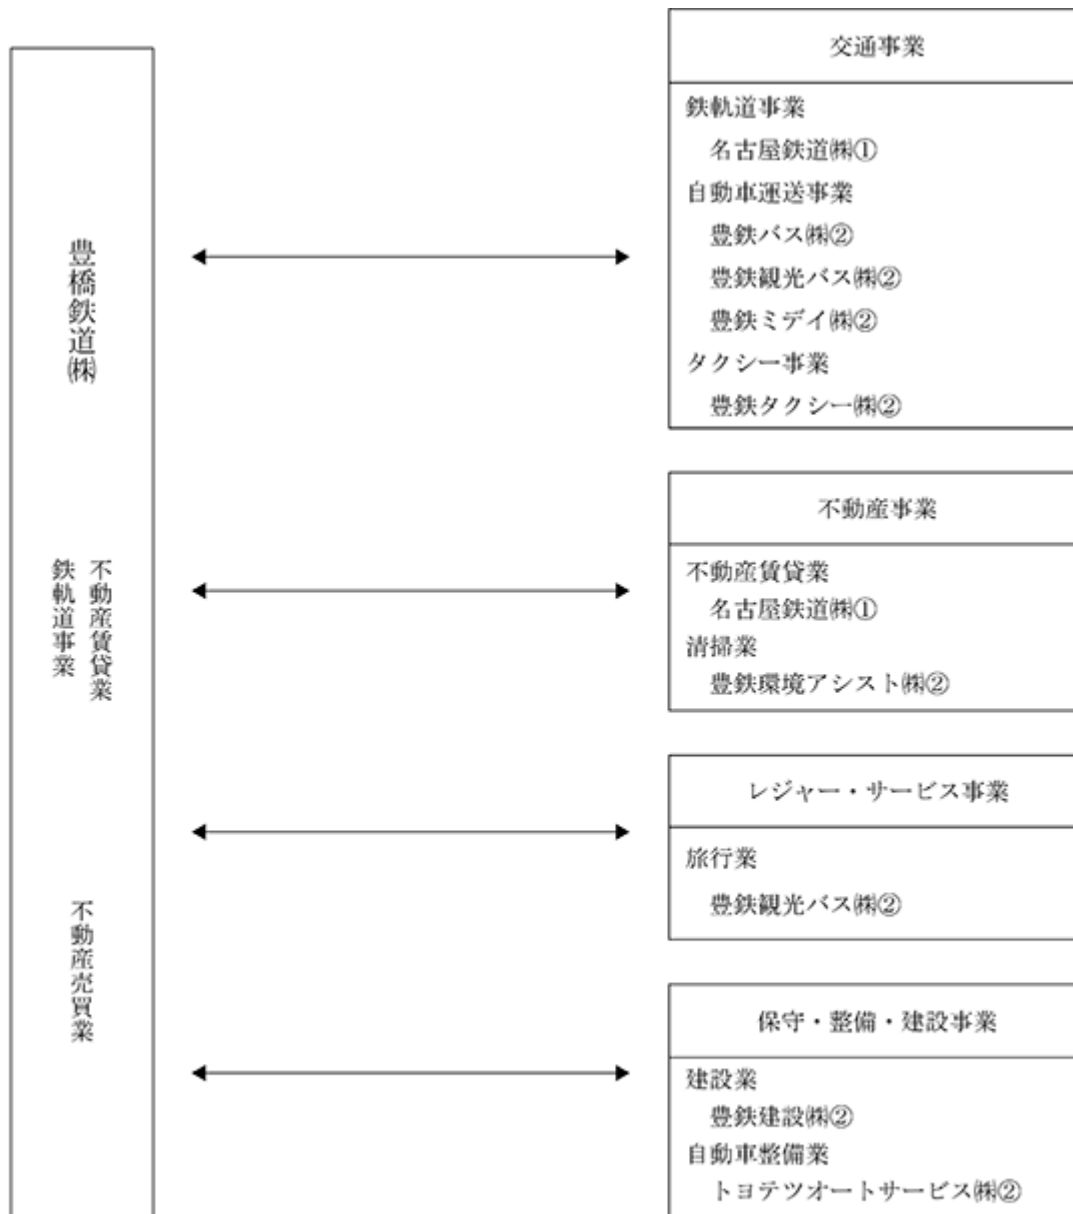 豊橋鉄道㈱
不動産賃貸業
鉄軌道事業
不動産売買業
交通事業
鉄軌道事業
名古屋鉄道㈱①
自動車運送事業
豊鉄バス㈱②
豊鉄観光バス㈱②
豊鉄ミデイ㈱②
タクシー事業
豊鉄タクシー㈱②
不動産事業
不動産賃貸業
名古屋鉄道㈱①
清掃業
豊鉄環境アシスト㈱②
レジャー・サービス事業
旅行業
豊鉄観光バス㈱②
保守・整備・建設事業
建設業
豊鉄建設㈱②
自動車整備業
トヨテツオートサービス㈱②